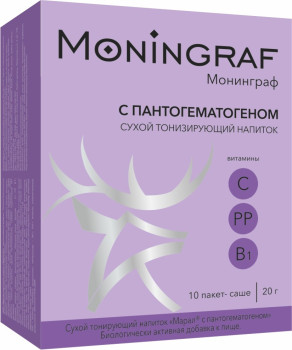 MONINGRAF
Монинграф
С ПАНТОГЕМАТОГЕНОМ
СУХОЙ ТОНИЗИРУЮЩИЙ НАПИТОК
витамины
C
PP
B1
10 пакет- саше | 20 г
Сухой тонирующий напиток «Марал® с пантогематогеном»
Биологически активная добавка к пище